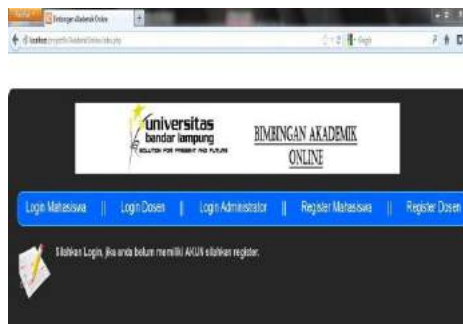 Bimbingan Akademik Online
universitas
bandar lampung
SOLUTION FOR PRESENT AND FUTURE
BIMBINGAN AKADEMIK
ONLINE
Login Mahasiswa || Login Dosen || Login Administrator || Register Mahasiswa || Register Dosen
Silahkan Login, jika anda belum memiliki AKUN silahkan register.